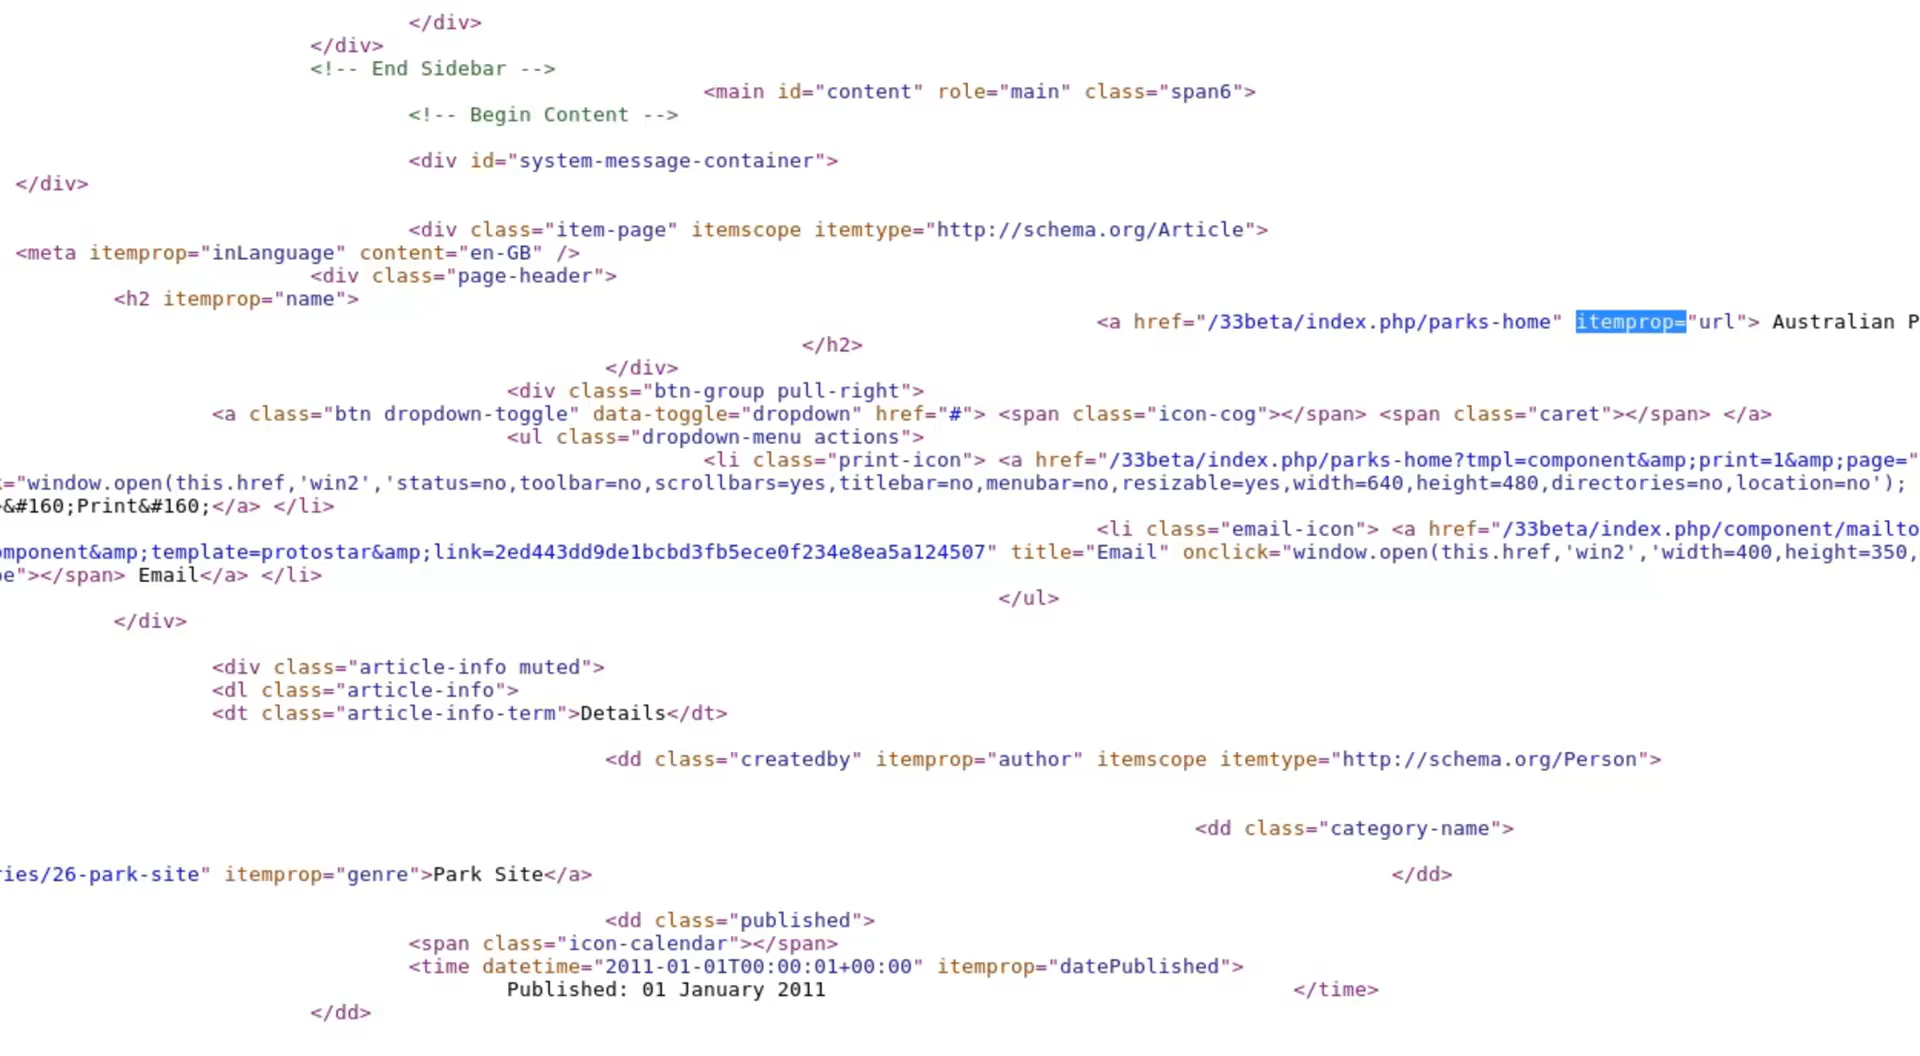 </div>
</div>
<!-- End Sidebar -->
<main id="content" role="main" class="span6">
<!-- Begin Content -->
<div id="system-message-container">
</div>
<div class="item-page" itemscope itemtype="http://schema.org/Article">
<meta itemprop="inLanguage" content="en-GB" />
<div class="page-header">
<h2 itemprop="name">
<a href="/33beta/index.php/parks-home" itemprop="url"> Australian P
</h2>
</div>
<div class="btn-group pull-right">
<a class="btn dropdown-toggle" data-toggle="dropdown" href="#"> <span class="icon-cog"></span> <span class="caret"></span> </a>
<ul class="dropdown-menu actions">
<li class="print-icon"> <a href="/33beta/index.php/parks-home?tmpl=component&amp;print=1&amp;page="
="window.open(this.href,'win2','status=no,toolbar=no,scrollbars=yes,titlebar=no,menubar=no,resizable=yes,width=640,height=480,directories=no,location=no');
>&#160;Print&#160;</a> </li>
<li class="email-icon"> <a href="/33beta/index.php/component/mailto
omponent&amp;template=protostar&amp;link=2ed443dd9de1bcbd3fb5ece0f234e8ea5a124507" title="Email" onclick="window.open(this.href,'win2','width=400,height=350,
pe"></span> Email</a> </li>
</ul>
</div>
<div class="article-info muted">
<dl class="article-info">
<dt class="article-info-term">Details</dt>
<dd class="createdby" itemprop="author" itemscope itemtype="http://schema.org/Person">
<dd class="category-name">
ries/26-park-site" itemprop="genre">Park Site</a> </dd>
<dd class="published">
<span class="icon-calendar"></span>
<time datetime="2011-01-01T00:00:01+00:00" itemprop="datePublished">
Published: 01 January 2011 </time>
</dd>